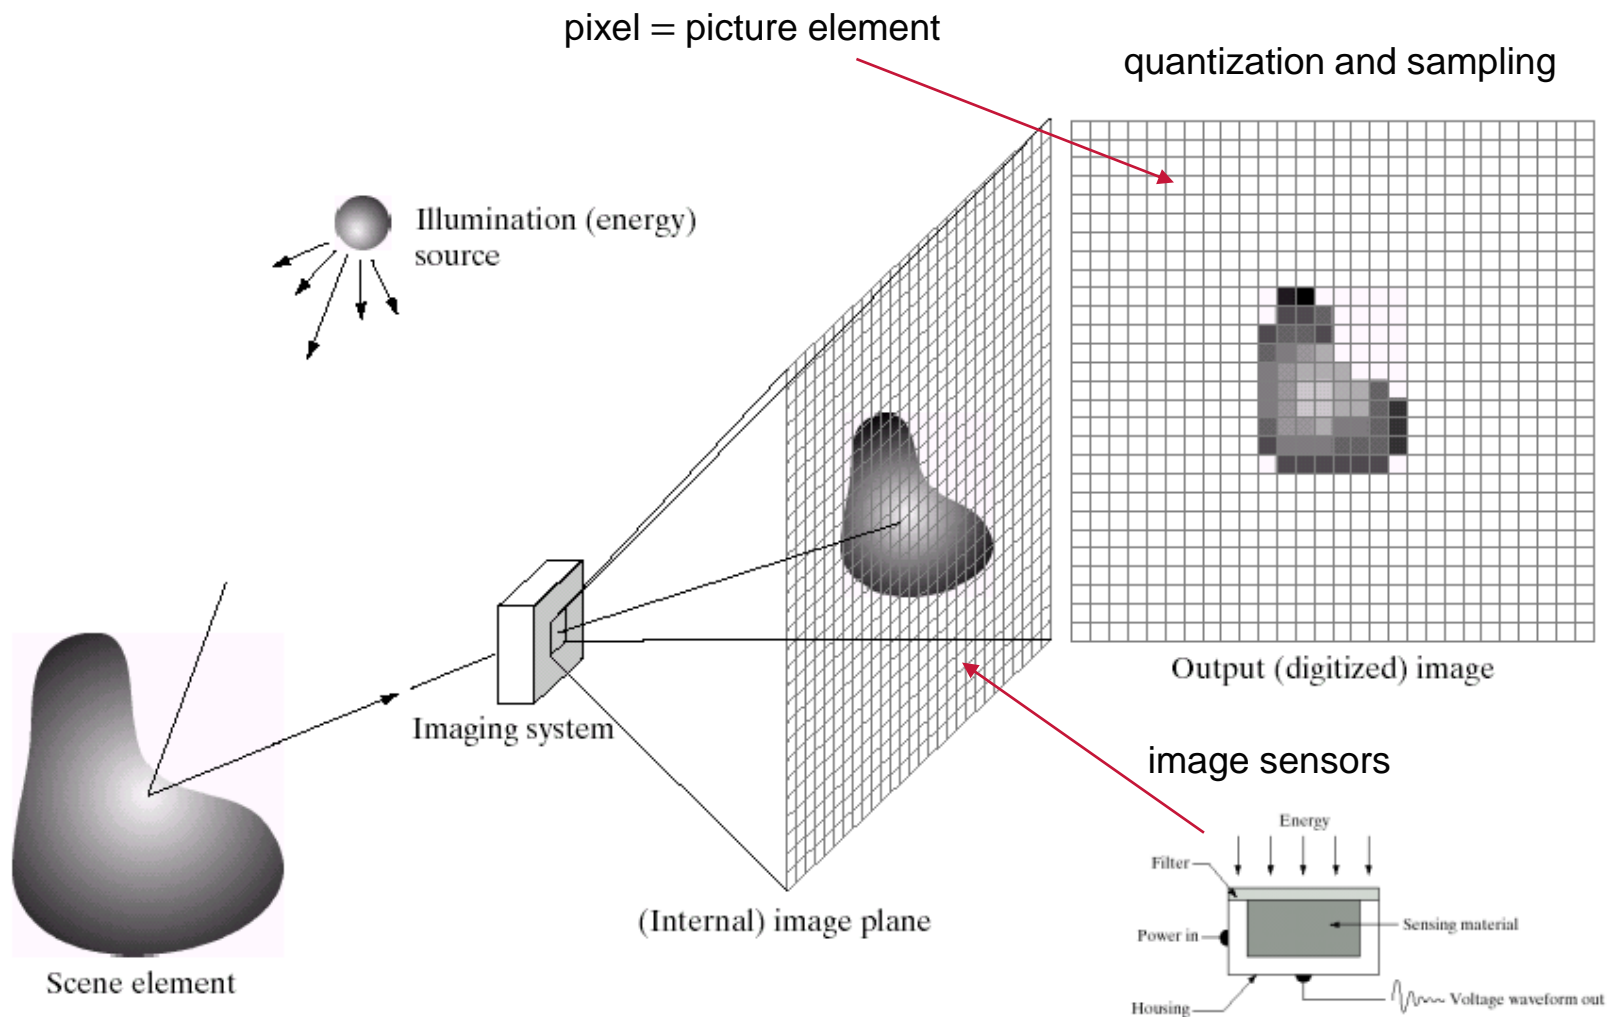 pixel = picture element
quantization and sampling
Illumination (energy)
source
Output (digitized) image
Imaging system
image sensors
Energy
Filter
(Internal) image plane
Sensing material
Power in
Scene element
Housing
Voltage waveform out